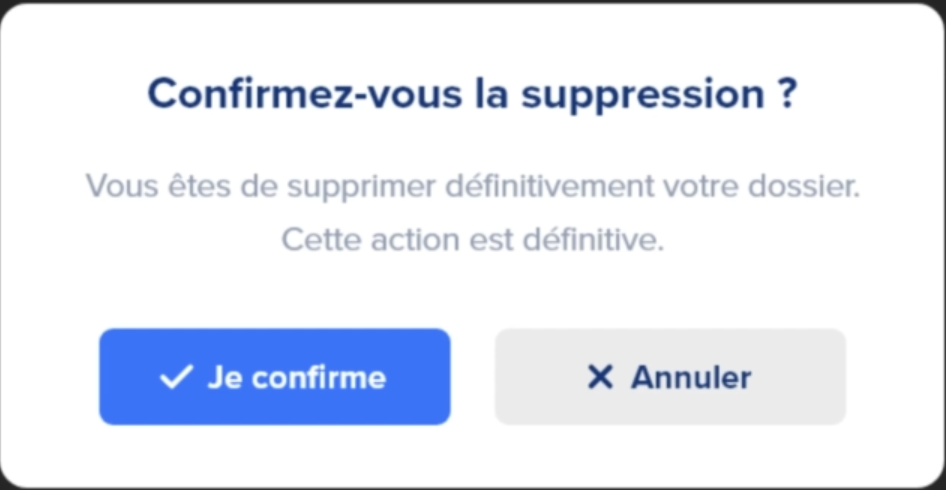 Confirmez-vous la suppression ?
Vous êtes de supprimer définitivement votre dossier.
Cette action est définitive.
Je confirme
Annuler